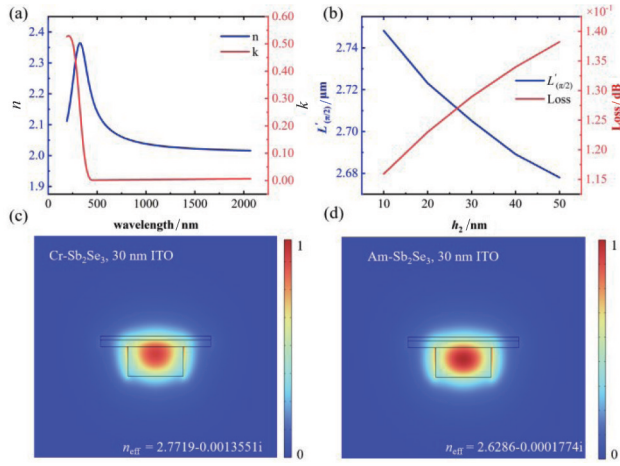 (a)
2.4
2.3
2.2
2.1
2.0
1.9
n
n
k
0.60
0.50
0.40
0.30
0.20
0.10
0.00
k
0
500
1000
1500
2000
wavelength/nm
(b)
2.74
2.72
2.70
2.68
L'(π/2)/μm
L'(π/2)
Loss
×10⁻¹
1.40
1.35
1.30
1.25
1.20
1.15
Loss/dB
0
10
20
30
40
50
h₂/nm
(c)
Cr-Sb₂Se₃, 30 nm ITO
n_eff = 2.7719-0.0013551i
1
0
(d)
Am-Sb₂Se₃, 30 nm ITO
n_eff = 2.6286-0.0001774i
1
0